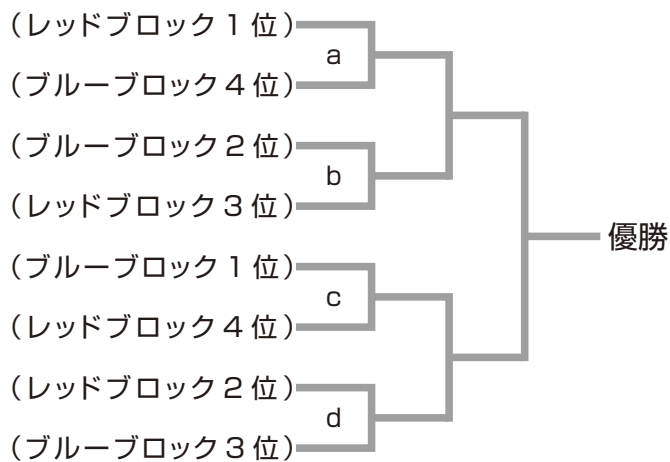 (レッドブロック1位)
a
(ブルーブロック4位)
(ブルーブロック2位)
b
(レッドブロック3位)
優勝
(ブルーブロック1位)
c
(レッドブロック4位)
(レッドブロック2位)
d
(ブルーブロック3位)